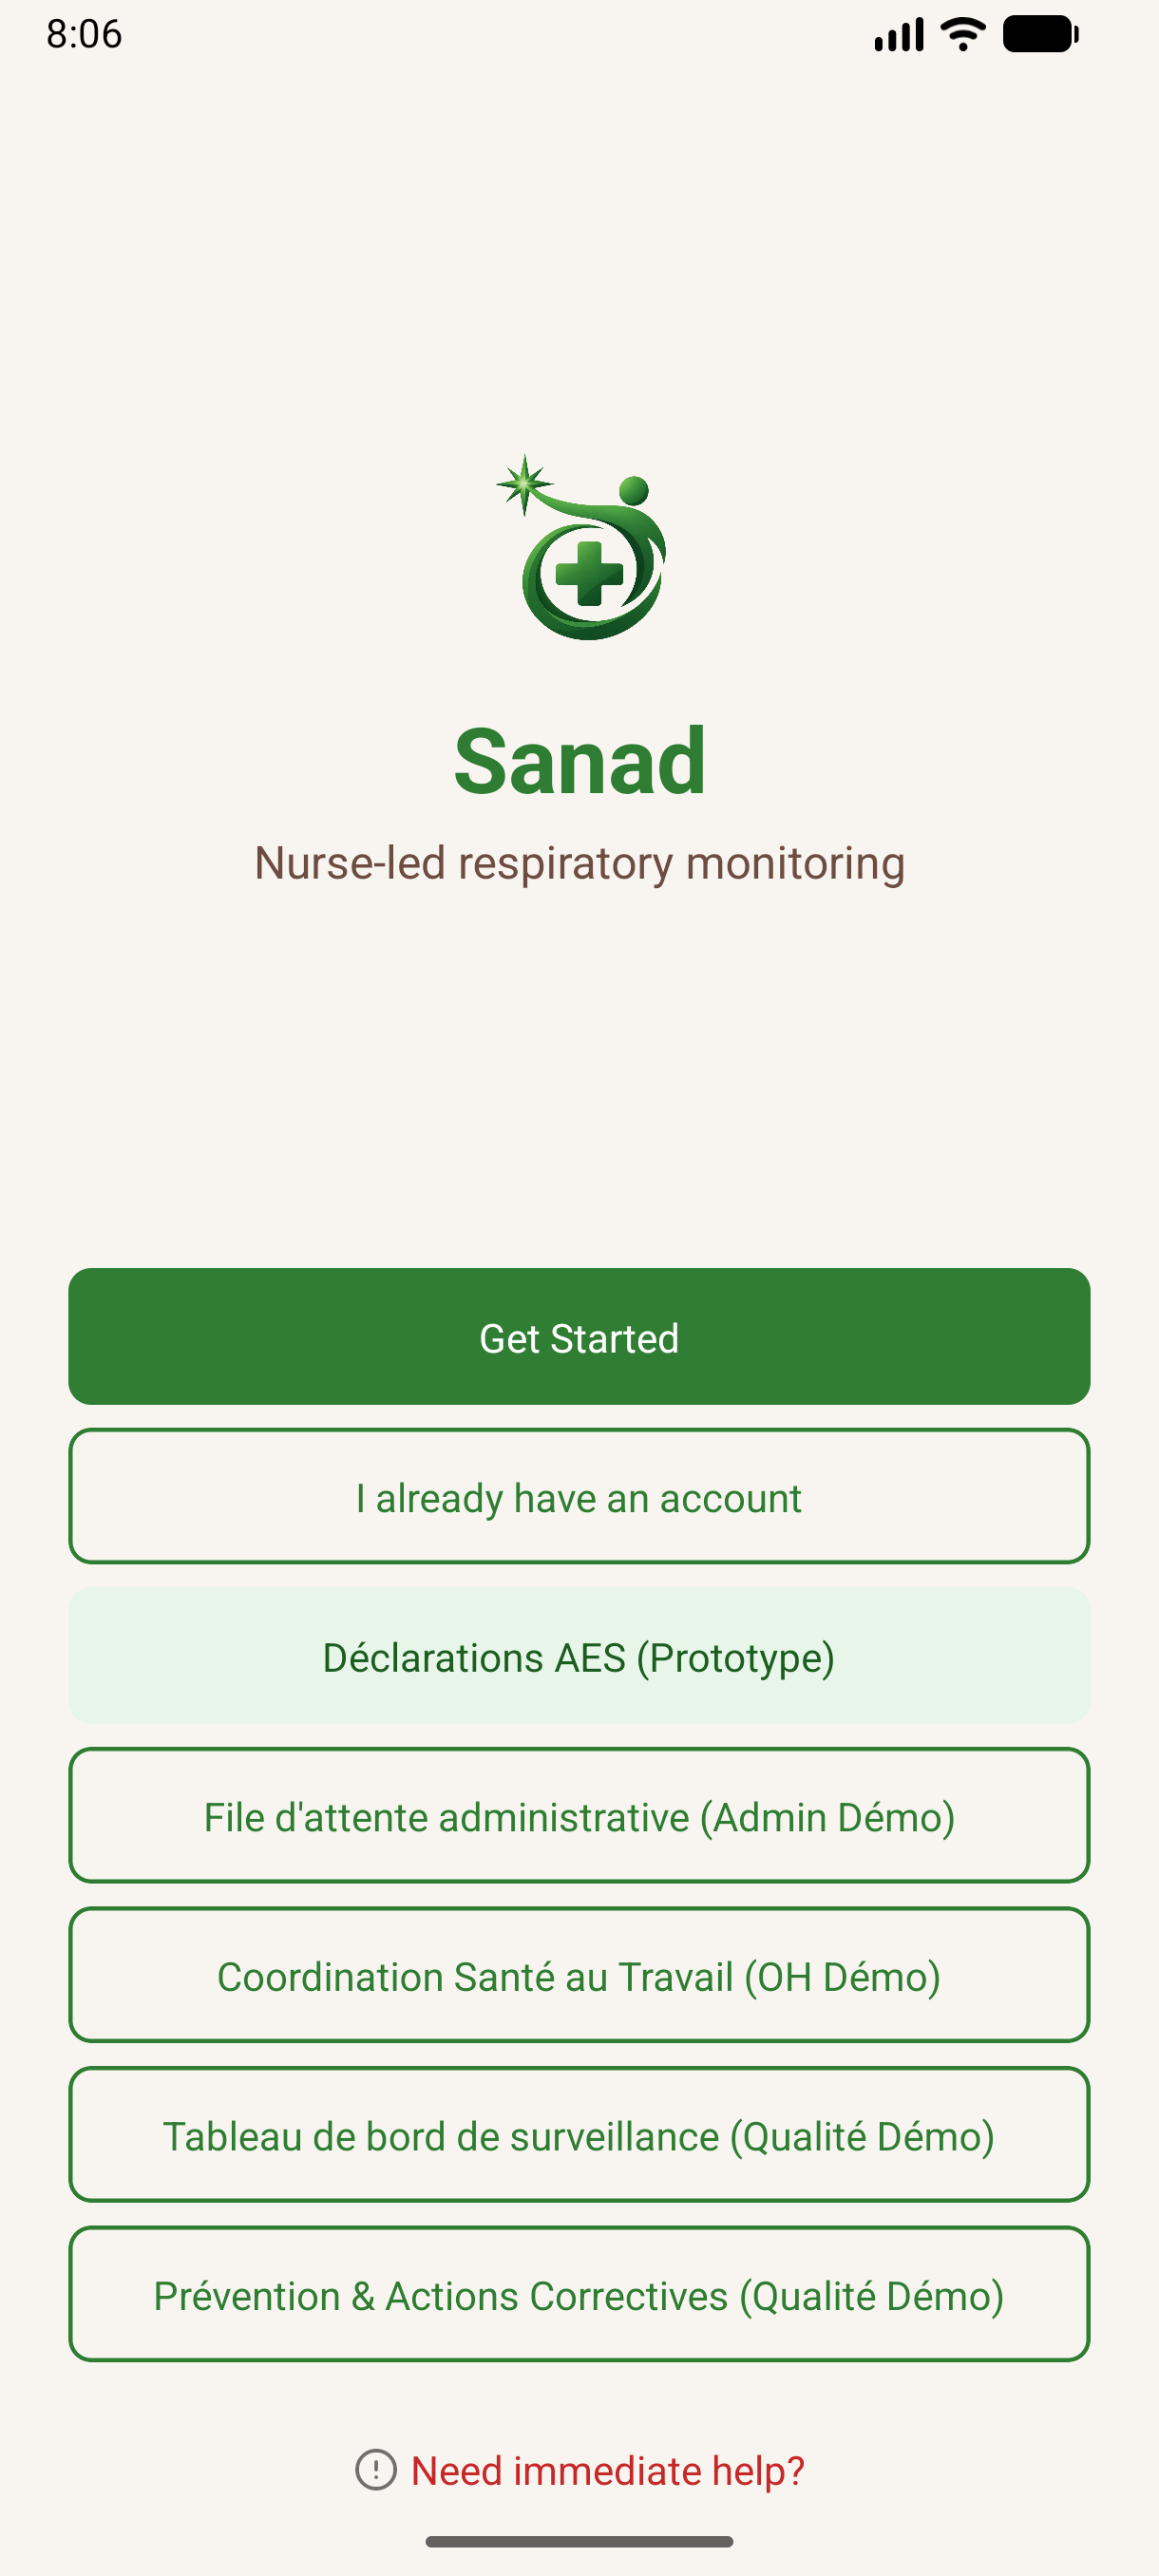 8:06
Sanad
Nurse-led respiratory monitoring
Get Started
I already have an account
Déclarations AES (Prototype)
File d'attente administrative (Admin Démo)
Coordination Santé au Travail (OH Démo)
Tableau de bord de surveillance (Qualité Démo)
Prévention & Actions Correctives (Qualité Démo)
Need immediate help?